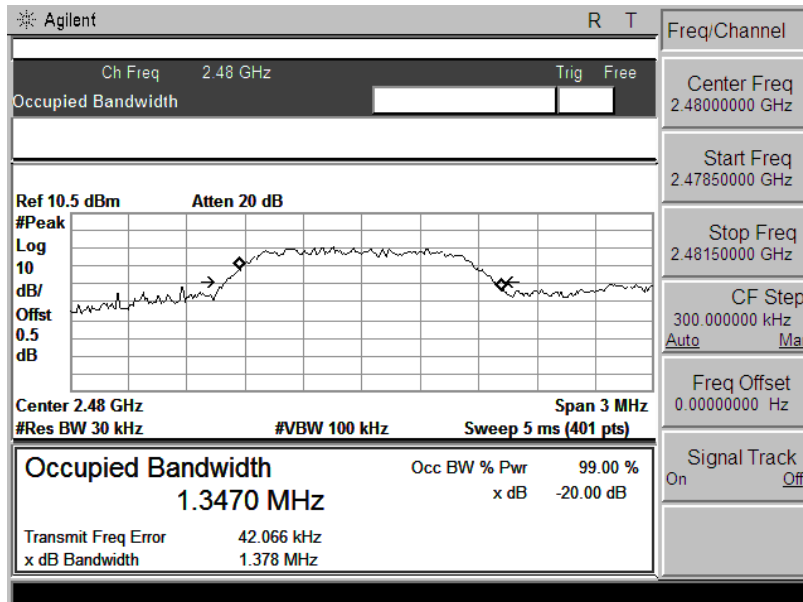 Agilent R T
Ch Freq 2.48 GHz Trig Free
Occupied Bandwidth
Ref 10.5 dBm Atten 20 dB
#Peak
Log
10
dB/
Offst
0.5
dB
Center 2.48 GHz Span 3 MHz
#Res BW 30 kHz #VBW 100 kHz Sweep 5 ms (401 pts)
Occupied Bandwidth Occ BW % Pwr 99.00 %
1.3470 MHz x dB -20.00 dB
Transmit Freq Error 42.066 kHz
x dB Bandwidth 1.378 MHz
Freq/Channel
Center Freq
2.48000000 GHz
Start Freq
2.47850000 GHz
Stop Freq
2.48150000 GHz
CF Step
300.000000 kHz
Auto Ma
Freq Offset
0.00000000 Hz
Signal Track
On Off